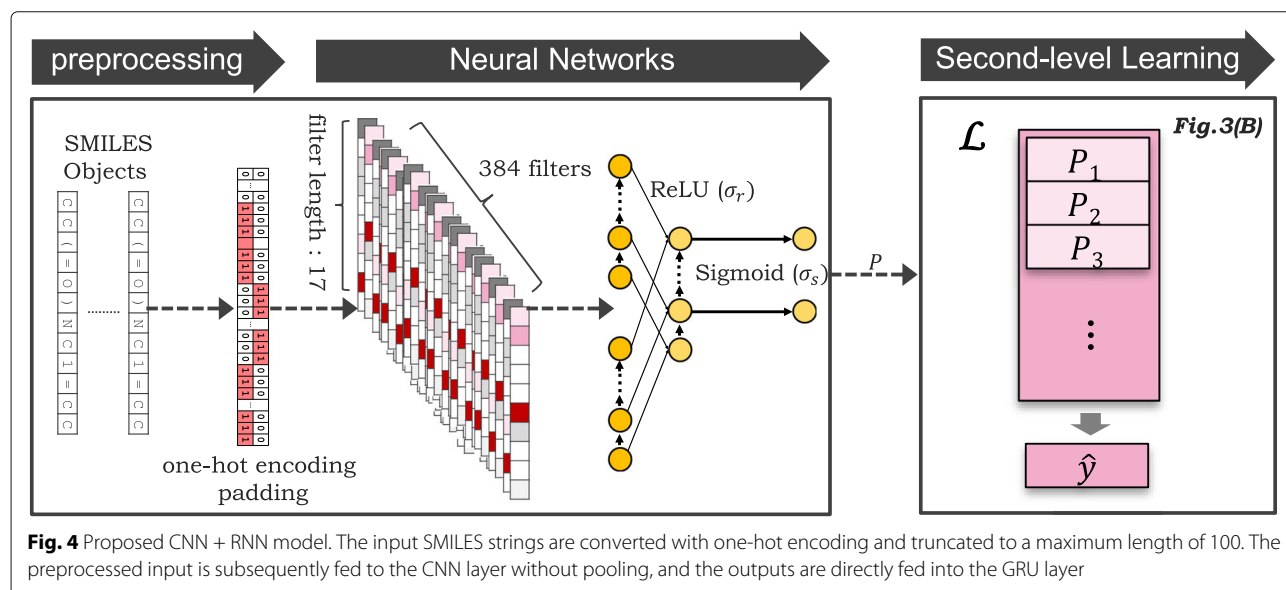 preprocessing
Neural Networks
Second-level Learning
SMILES
Objects
C C ( = O ) N C 1 = C C
.........
C C ( = O ) N C 1 = C C
one-hot encoding
padding
filter length : 17
384 filters
ReLU (σr)
Sigmoid (σs)
P
ℒ
Fig.3(B)
P1
P2
P3
⋮
ŷ
Fig. 4 Proposed CNN + RNN model. The input SMILES strings are converted with one-hot encoding and truncated to a maximum length of 100. The
preprocessed input is subsequently fed to the CNN layer without pooling, and the outputs are directly fed into the GRU layer